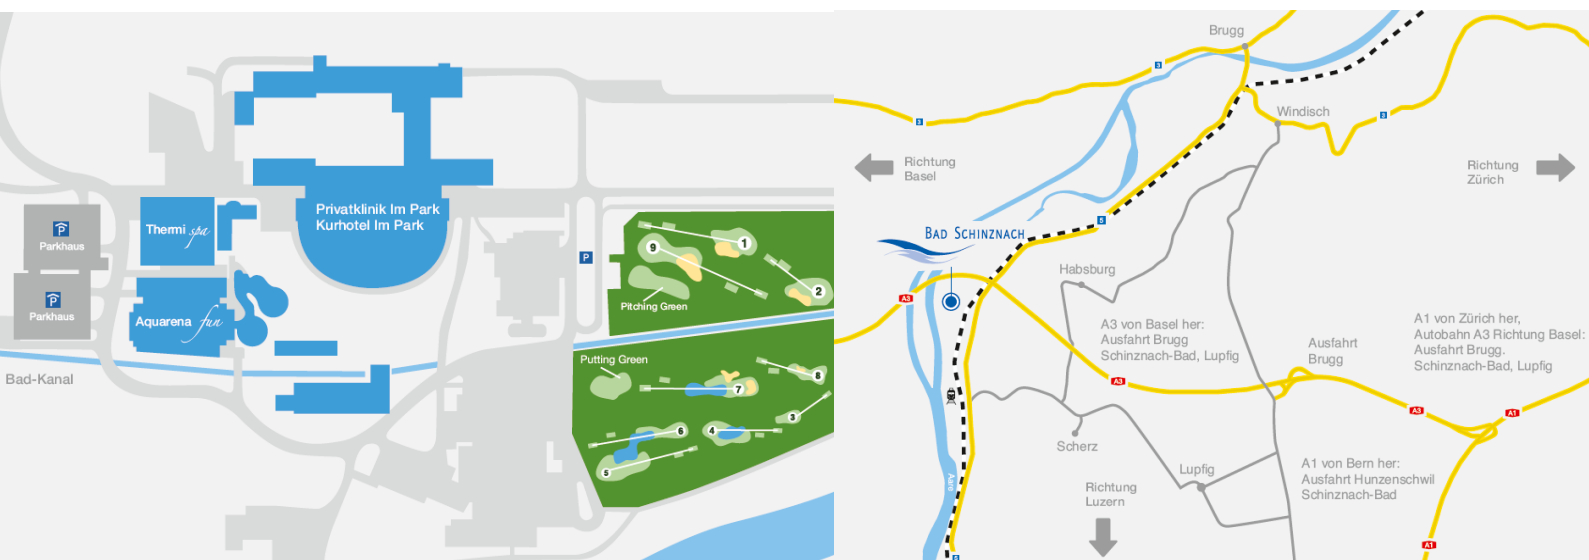 Privatklinik Im Park
Kurhotel Im Park
Thermi spa
P
Parkhaus
P
Parkhaus
Aquarena fun
Bad-Kanal
P
9
1
2
Pitching Green
Putting Green
8
7
3
6
4
5
Brugg
3
3
Windisch
3
Richtung
Basel
Richtung
Zürich
5
BAD SCHINZNACH
Habsburg
A3
A3 von Basel her:
Ausfahrt Brugg
Schinznach-Bad, Lupfig
A1 von Zürich her,
Autobahn A3 Richtung Basel:
Ausfahrt Brugg.
Schinznach-Bad, Lupfig
Ausfahrt
Brugg
A3
A3
A1
Scherz
Lupfig
A1 von Bern her:
Ausfahrt Hunzenschwil
Schinznach-Bad
Aare
Richtung
Luzern
A1